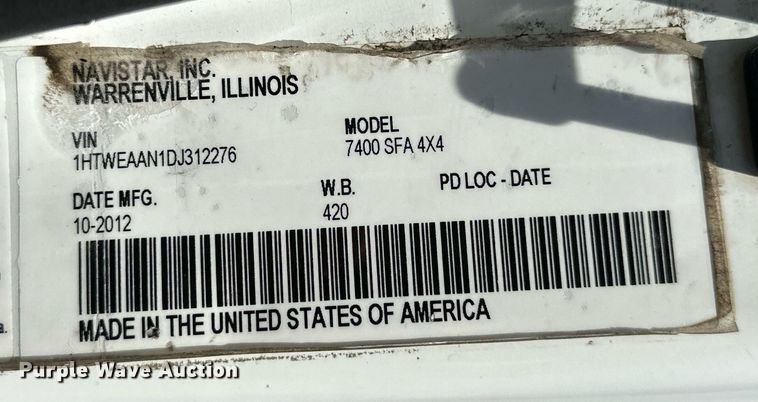 NAVISTAR, INC.
WARRENVILLE, ILLINOIS
VIN
1HTWEAAN1DJ312276
MODEL
7400 SFA 4X4
DATE MFG.
10-2012
W.B.
420
PD LOC - DATE
MADE IN THE UNITED STATES OF AMERICA
Purple Wave Auction